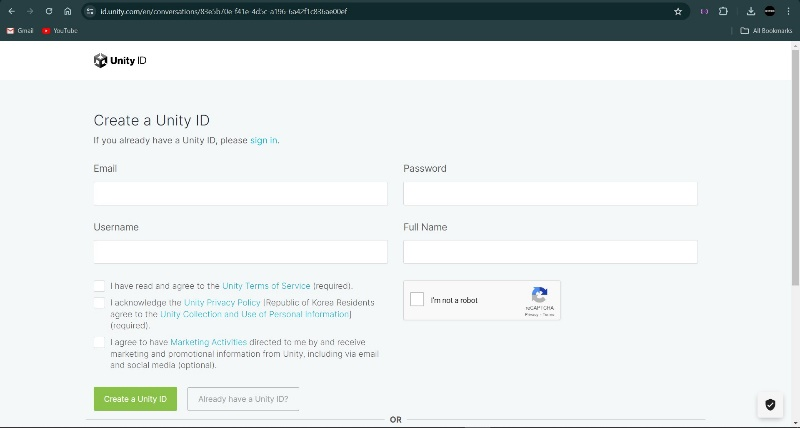 id.unity.com/en/conversations/83e5b70e-f41e-4d5c-a196-6a42f1c836ae00ef
Gmail YouTube All Bookmarks
Unity ID
Create a Unity ID
If you already have a Unity ID, please sign in.
Email Password
Username Full Name
I have read and agree to the Unity Terms of Service (required).
I acknowledge the Unity Privacy Policy [Republic of Korea Residents
agree to the Unity Collection and Use of Personal Information]
(required).
I'm not a robot
reCAPTCHA
Privacy - Terms
I agree to have Marketing Activities directed to me by and receive
marketing and promotional information from Unity, including via email
and social media (optional).
Create a Unity ID Already have a Unity ID?
OR